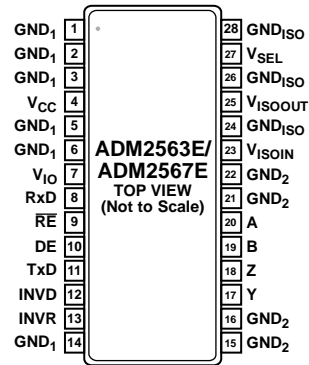 GND1 1
GND1 2
GND1 3
VCC 4
GND1 5
GND1 6
VIO 7
RxD 8
R̅E̅ 9
DE 10
TxD 11
INVD 12
INVR 13
GND1 14
ADM2563E/
ADM2567E
TOP VIEW
(Not to Scale)
28 GNDISO
27 VSEL
26 GNDISO
25 VISOOUT
24 GNDISO
23 VISOIN
22 GND2
21 GND2
20 A
19 B
18 Z
17 Y
16 GND2
15 GND2